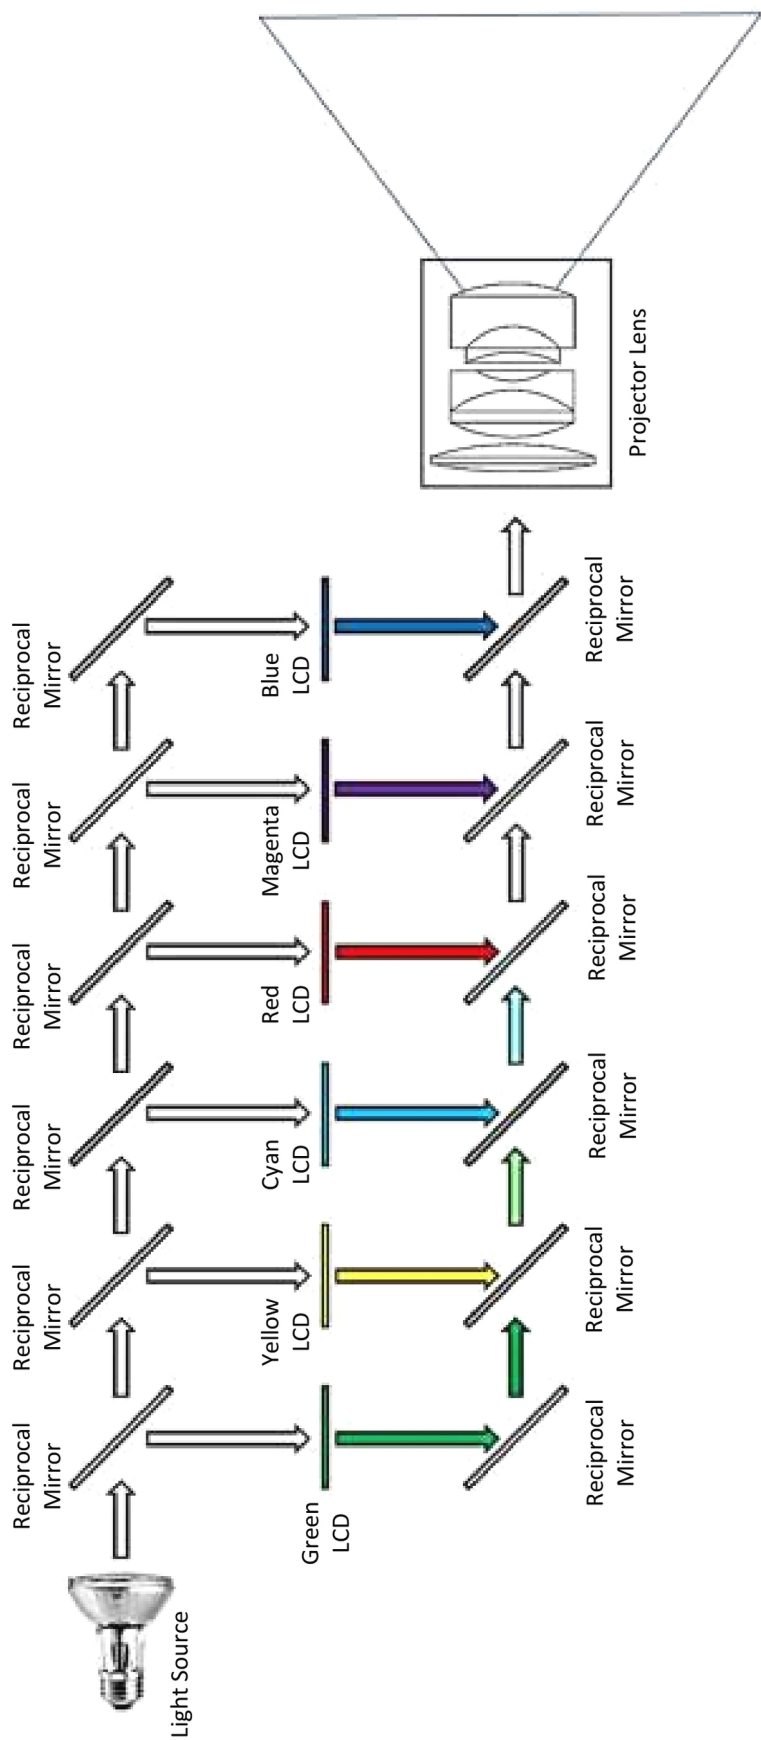 Reciprocal
Mirror
Reciprocal
Mirror
Reciprocal
Mirror
Reciprocal
Mirror
Reciprocal
Mirror
Reciprocal
Mirror
Light Source
Green
LCD
Yellow
LCD
Cyan
LCD
Red
LCD
Magenta
LCD
Blue
LCD
Reciprocal
Mirror
Reciprocal
Mirror
Reciprocal
Mirror
Reciprocal
Mirror
Reciprocal
Mirror
Reciprocal
Mirror
Projector Lens